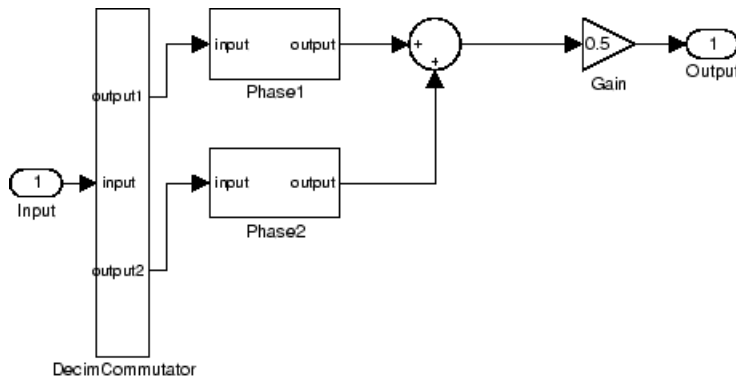 output1
input
output2
DecimCommutator
1
Input
input output
Phase1
input output
Phase2
+
+
0.5
Gain
1
Output